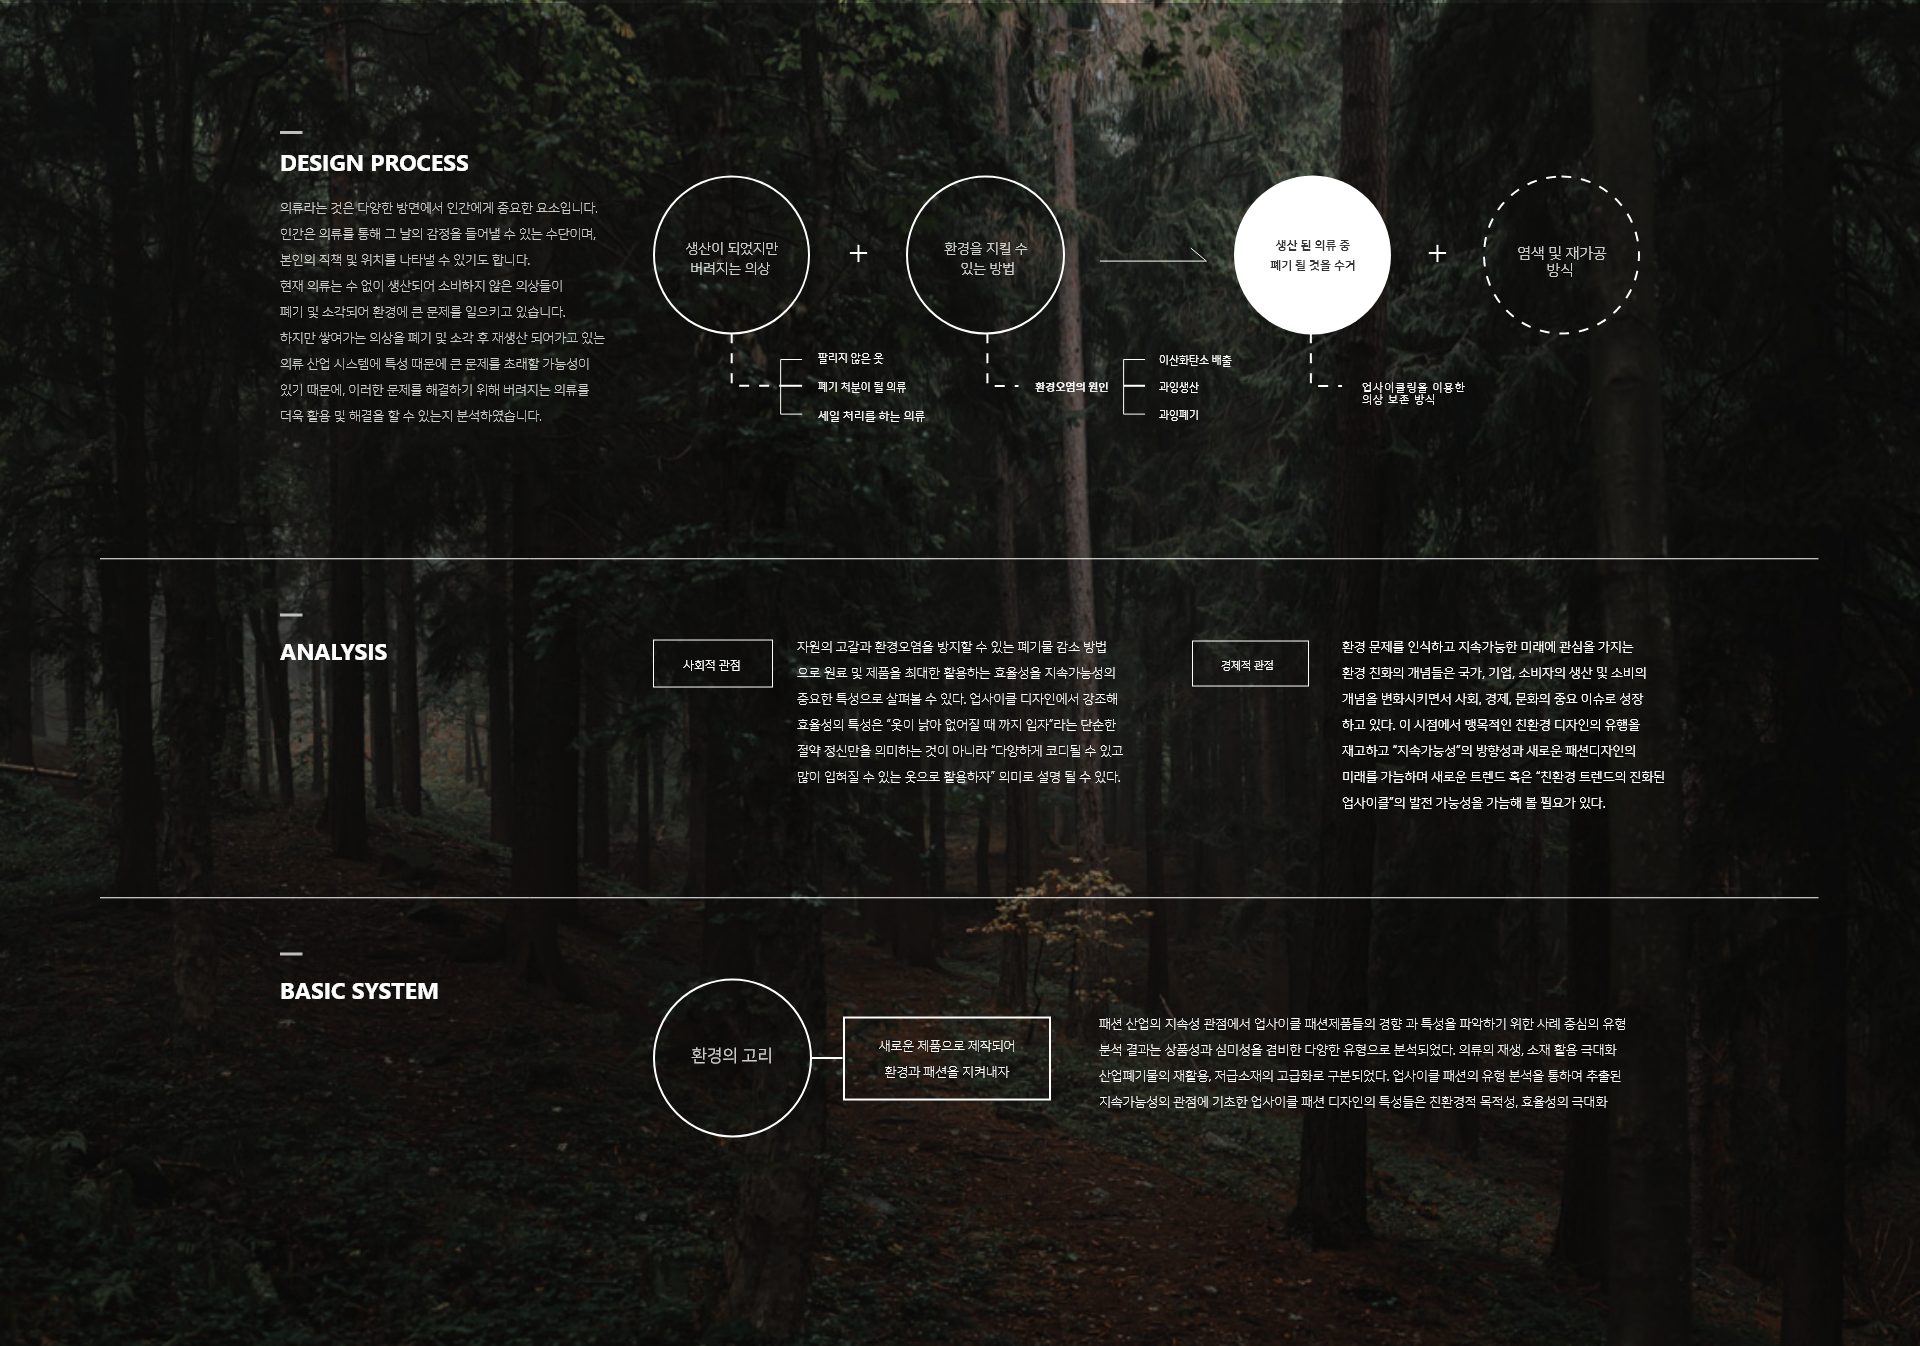 DESIGN PROCESS
의류라는 것은 다양한 방면에서 인간에게 중요한 요소입니다.
인간은 의류를 통해 그 날의 감정을 들어낼 수 있는 수단이며,
본인의 직책 및 위치를 나타낼 수 있기도 합니다.
현재 의류는 수 없이 생산되어 소비하지 않은 의상들이
폐기 및 소각되어 환경에 큰 문제를 일으키고 있습니다.
하지만 쌓여가는 의상을 폐기 및 소각 후 재생산 되어가고 있는
의류 산업 시스템에 특성 때문에 큰 문제를 초래할 가능성이
있기 때문에, 이러한 문제를 해결하기 위해 버려지는 의류를
더욱 활용 및 해결을 할 수 있는지 분석하였습니다.
생산이 되었지만
버려지는 의상
+
환경을 지킬 수
있는 방법
생산 된 의류 중
폐기 될 것을 수거
+
염색 및 재가공
방식
팔리지 않은 옷
폐기 처분이 될 의류
세일 처리를 하는 의류
환경오염의 원인
이산화탄소 배출
과잉생산
과잉폐기
업사이클링을 이용한
의상 보존 방식
ANALYSIS
사회적 관점
자원의 고갈과 환경오염을 방지할 수 있는 폐기물 감소 방법
으로 원료 및 제품을 최대한 활용하는 효율성을 지속가능성의
중요한 특성으로 살펴볼 수 있다. 업사이클 디자인에서 강조해
효율성의 특성은 “옷이 낡아 없어질 때 까지 입자”라는 단순한
절약 정신만을 의미하는 것이 아니라 “다양하게 코디될 수 있고
많이 입혀질 수 있는 옷으로 활용하자” 의미로 설명 될 수 있다.
경제적 관점
환경 문제를 인식하고 지속가능한 미래에 관심을 가지는
환경 친화의 개념들은 국가, 기업, 소비자의 생산 및 소비의
개념을 변화시키면서 사회, 경제, 문화의 중요 이슈로 성장
하고 있다. 이 시점에서 맹목적인 친환경 디자인의 유행을
재고하고 “지속가능성”의 방향성과 새로운 패션디자인의
미래를 가늠하며 새로운 트렌드 혹은 “친환경 트렌드의 진화된
업사이클”의 발전 가능성을 가늠해 볼 필요가 있다.
BASIC SYSTEM
환경의 고리
새로운 제품으로 제작되어
환경과 패션을 지켜내자
패션 산업의 지속성 관점에서 업사이클 패션제품들의 경향 과 특성을 파악하기 위한 사례 중심의 유형
분석 결과는 상품성과 심미성을 겸비한 다양한 유형으로 분석되었다. 의류의 재생, 소재 활용 극대화
산업폐기물의 재활용, 저급소재의 고급화로 구분되었다. 업사이클 패션의 유형 분석을 통하여 추출된
지속가능성의 관점에 기초한 업사이클 패션 디자인의 특성들은 친환경적 목적성, 효율성의 극대화